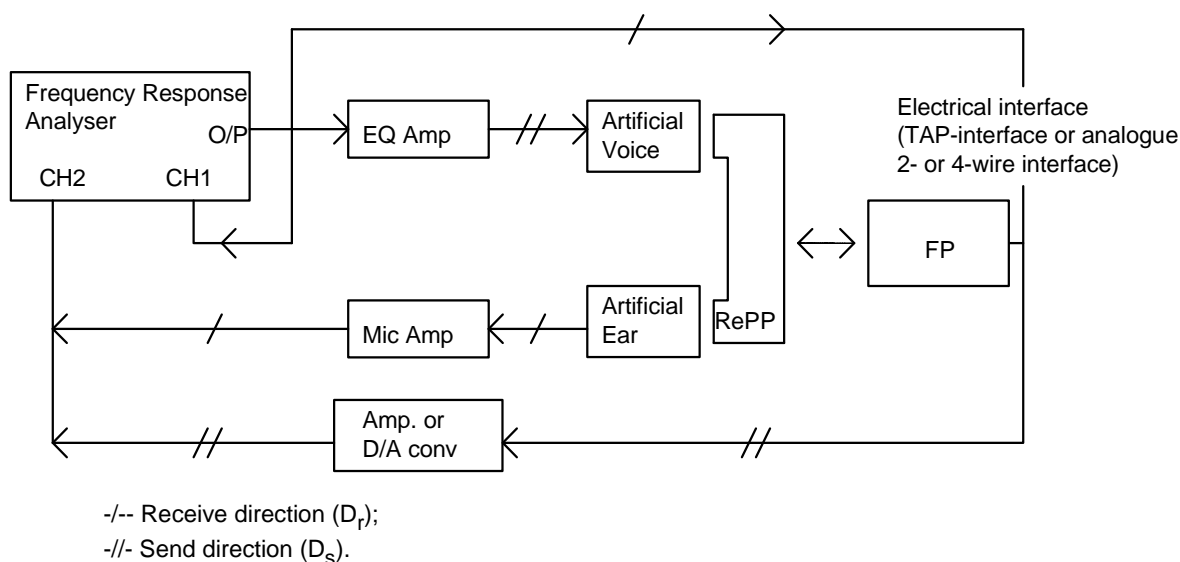 Frequency Response
Analyser
O/P
CH2
CH1
EQ Amp
Artificial
Voice
Electrical interface
(TAP-interface or analogue
2- or 4-wire interface)
FP
Mic Amp
Artificial
Ear
RePP
Amp. or
D/A conv
-/-- Receive direction (Dr);
-//- Send direction (Ds).